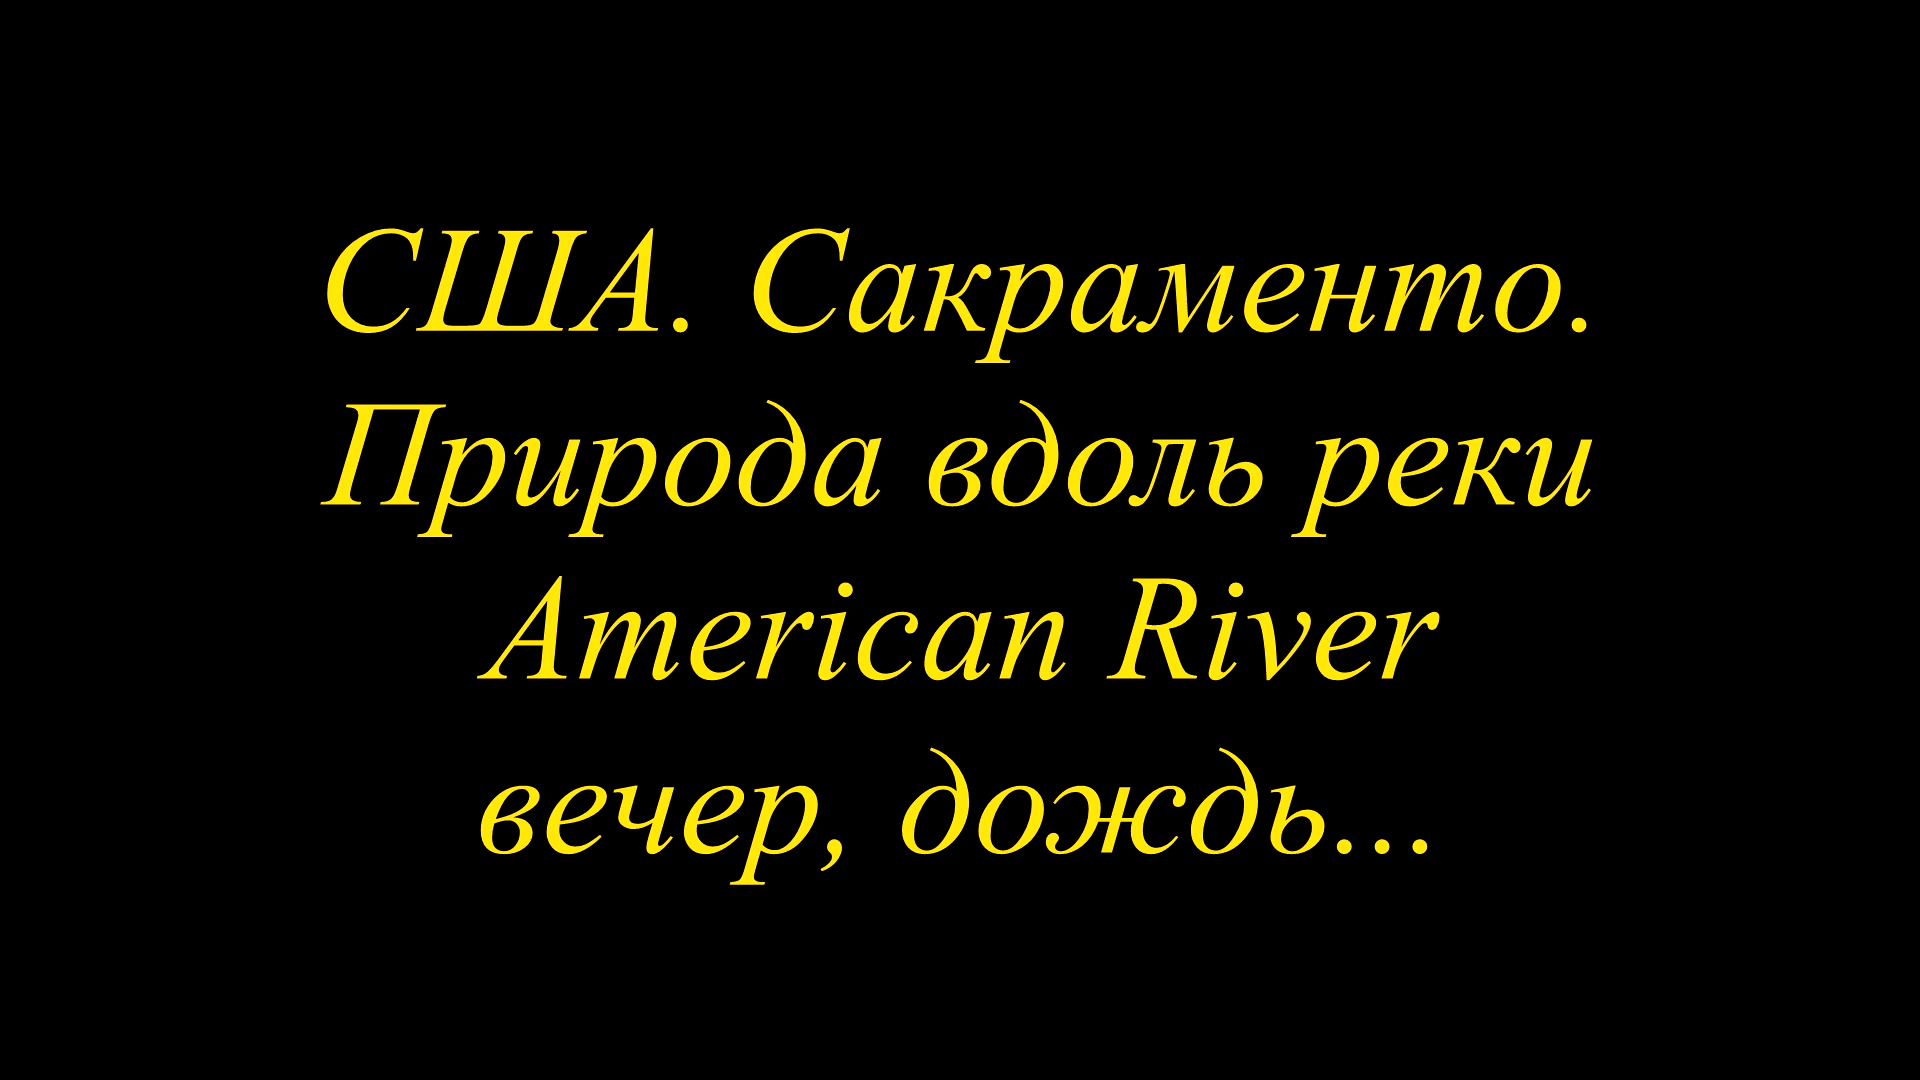 США. Сакраменто.
Природа вдоль реки
American River
вечер, дождь...